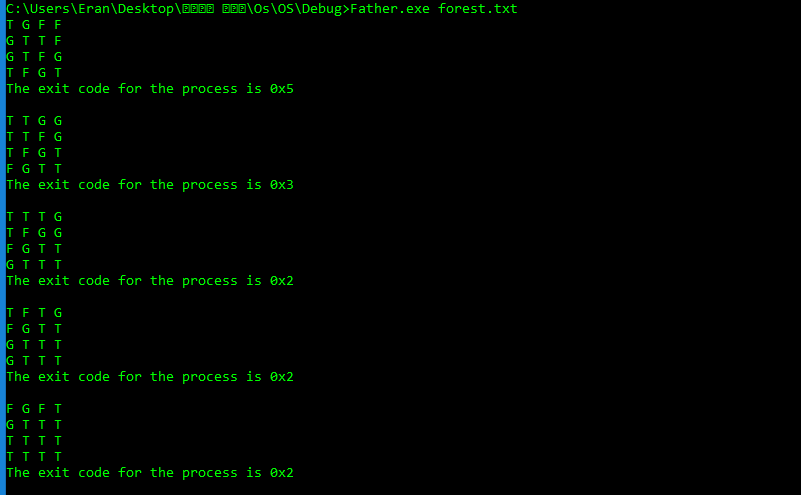 C:\Users\Eran\Desktop\ \Os\OS\Debug>Father.exe forest.txt
T G F F
G T T F
G T F G
T F G T
The exit code for the process is 0x5
T T G G
T T F G
T F G T
F G T T
The exit code for the process is 0x3
T T T G
T F G G
F G T T
G T T T
The exit code for the process is 0x2
T F T G
F G T T
G T T T
G T T T
The exit code for the process is 0x2
F G F T
G T T T
T T T T
T T T T
The exit code for the process is 0x2